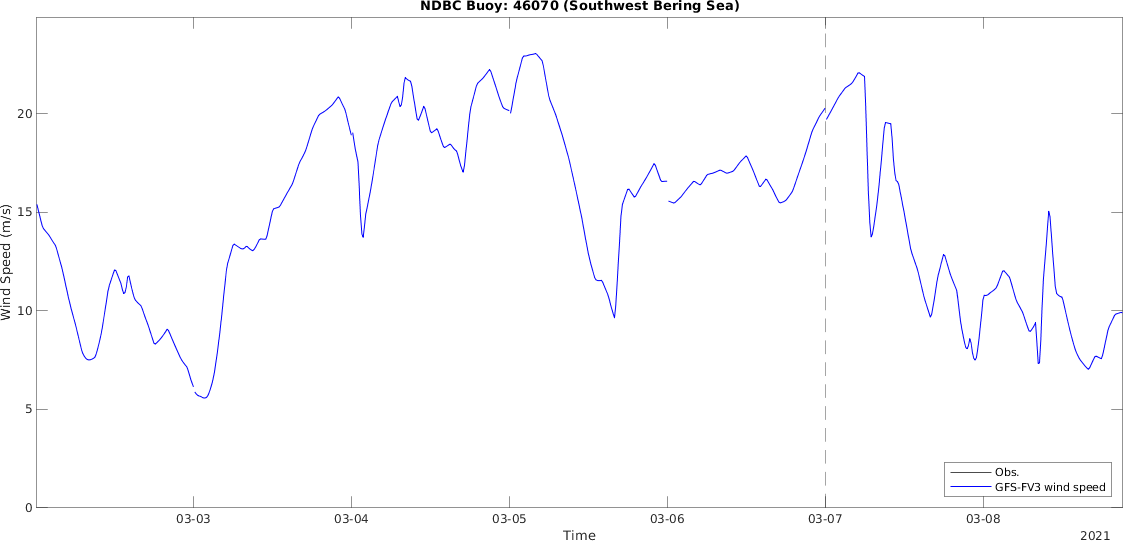 NDBC Buoy: 46070 (Southwest Bering Sea)
Wind Speed (m/s)
20
15
10
5
0
03-03 03-04 03-05 03-06 03-07 03-08
Time
2021
Obs.
GFS-FV3 wind speed